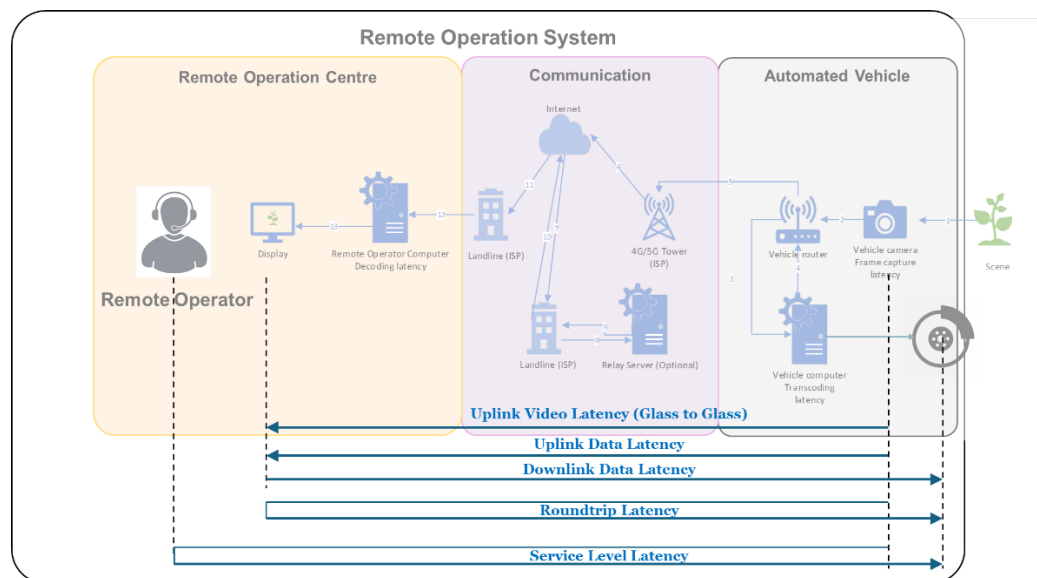 Remote Operation System
Remote Operation Centre
Communication
Automated Vehicle
Internet
5
5
11
10
7
12
13
2
1
3
4
9
8
Display
Remote Operator Computer
Decoding latency
Landline (ISP)
4G/5G Tower
(ISP)
Vehicle router
Vehicle camera
Frame capture
latency
Scene
Remote Operator
Landline (ISP)
Relay Server (Optional)
Vehicle computer
Transcoding
latency
Uplink Video Latency (Glass to Glass)
Uplink Data Latency
Downlink Data Latency
Roundtrip Latency
Service Level Latency